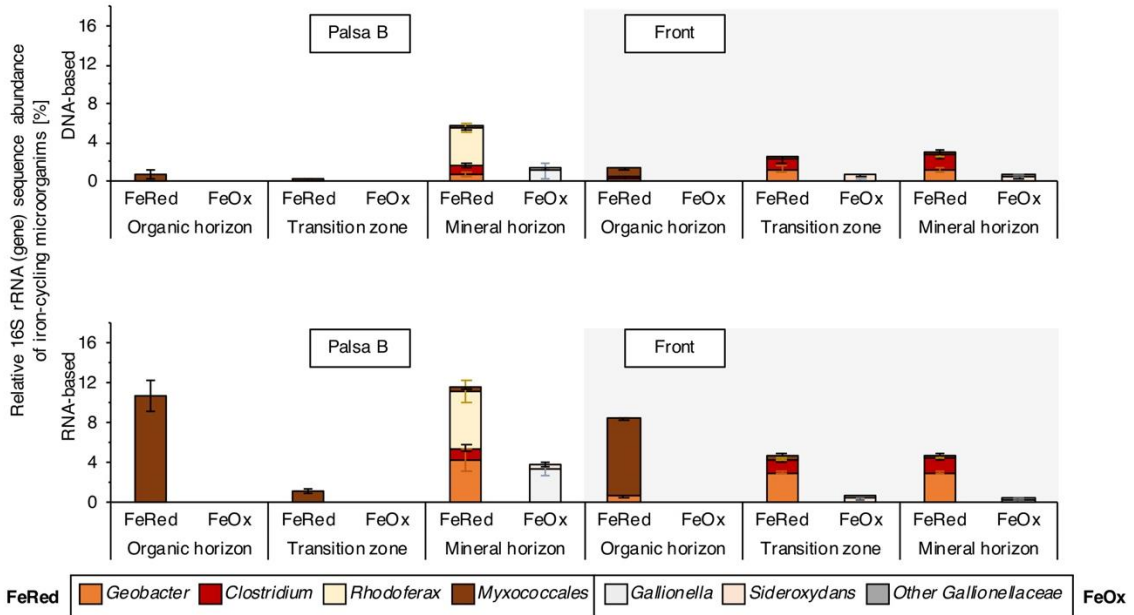 Relative 16S rRNA (gene) sequence abundance
of iron-cycling microorganims [%]
DNA-based
16
12
8
4
0
Palsa B
Front
FeRed FeOx FeRed FeOx FeRed FeOx FeRed FeOx FeRed FeOx FeRed FeOx
Organic horizon Transition zone Mineral horizon Organic horizon Transition zone Mineral horizon
RNA-based
16
12
8
4
0
Palsa B
Front
FeRed FeOx FeRed FeOx FeRed FeOx FeRed FeOx FeRed FeOx FeRed FeOx
Organic horizon Transition zone Mineral horizon Organic horizon Transition zone Mineral horizon
FeRed Geobacter Clostridium Rhodoferax Myxococcales Gallionella Sideroxydans Other Gallionellaceae FeOx